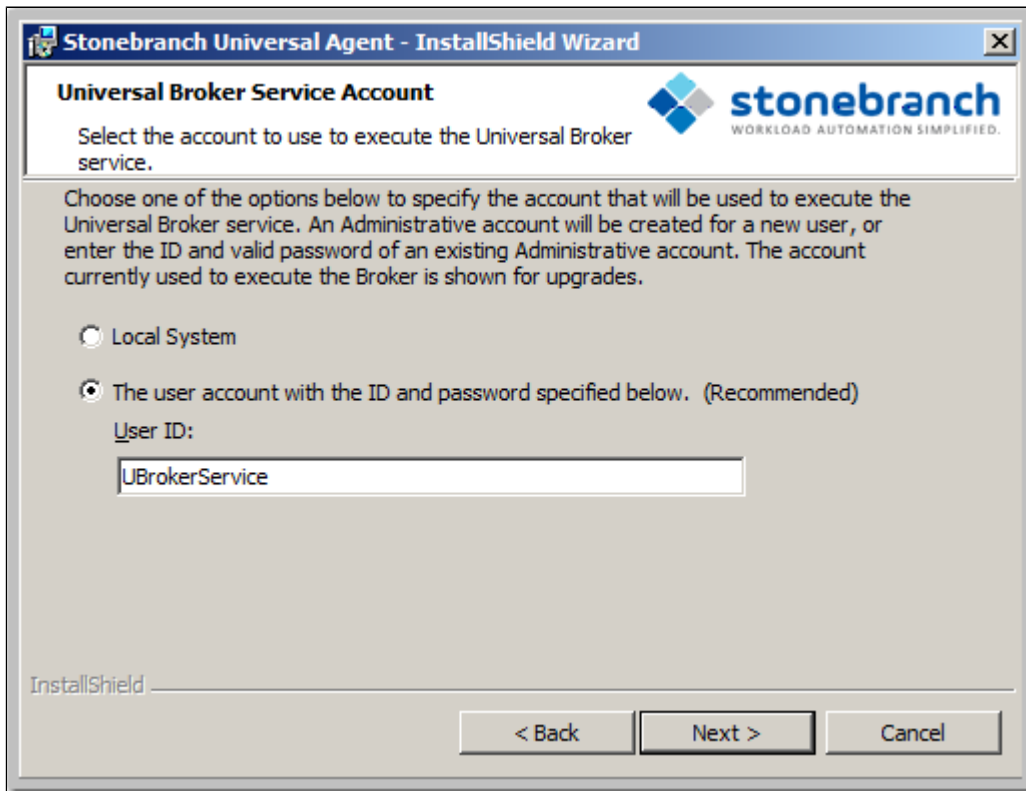 Stonebranch Universal Agent - InstallShield Wizard
Universal Broker Service Account
Select the account to use to execute the Universal Broker
service.
stonebranch
WORKLOAD AUTOMATION SIMPLIFIED.
Choose one of the options below to specify the account that will be used to execute the
Universal Broker service. An Administrative account will be created for a new user, or
enter the ID and valid password of an existing Administrative account. The account
currently used to execute the Broker is shown for upgrades.
Local System
The user account with the ID and password specified below. (Recommended)
User ID:
UBrokerService
InstallShield
< Back
Next >
Cancel